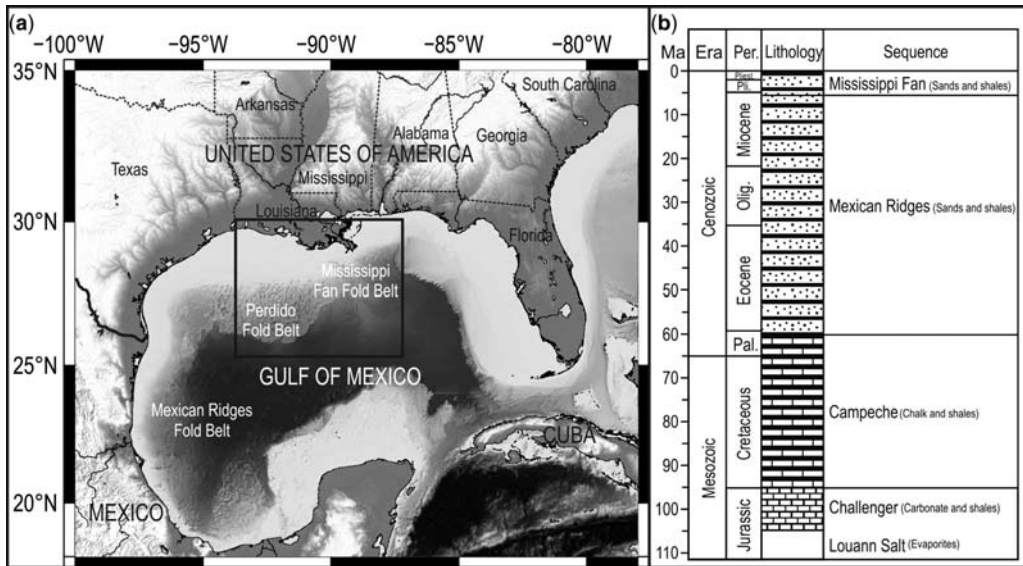 (a)
−100°W −95°W −90°W −85°W −80°W
35°N
30°N
25°N
20°N
South Carolina
Arkansas
Alabama
Georgia
UNITED STATES OF AMERICA
Texas
Mississippi
Louisiana
Florida
Mississippi
Fan Fold Belt
Perdido
Fold Belt
GULF OF MEXICO
Mexican Ridges
Fold Belt
CUBA
MEXICO
(b)
Ma Era Per. Lithology Sequence
0
10
20
30
40
50
60
70
80
90
100
110
Cenozoic
Mesozoic
Pleist.
Pli.
Miocene
Olig.
Eocene
Pal.
Cretaceous
Jurassic
Mississippi Fan (Sands and shales)
Mexican Ridges (Sands and shales)
Campeche (Chalk and shales)
Challenger (Carbonate and shales)
Louann Salt (Evaporites)